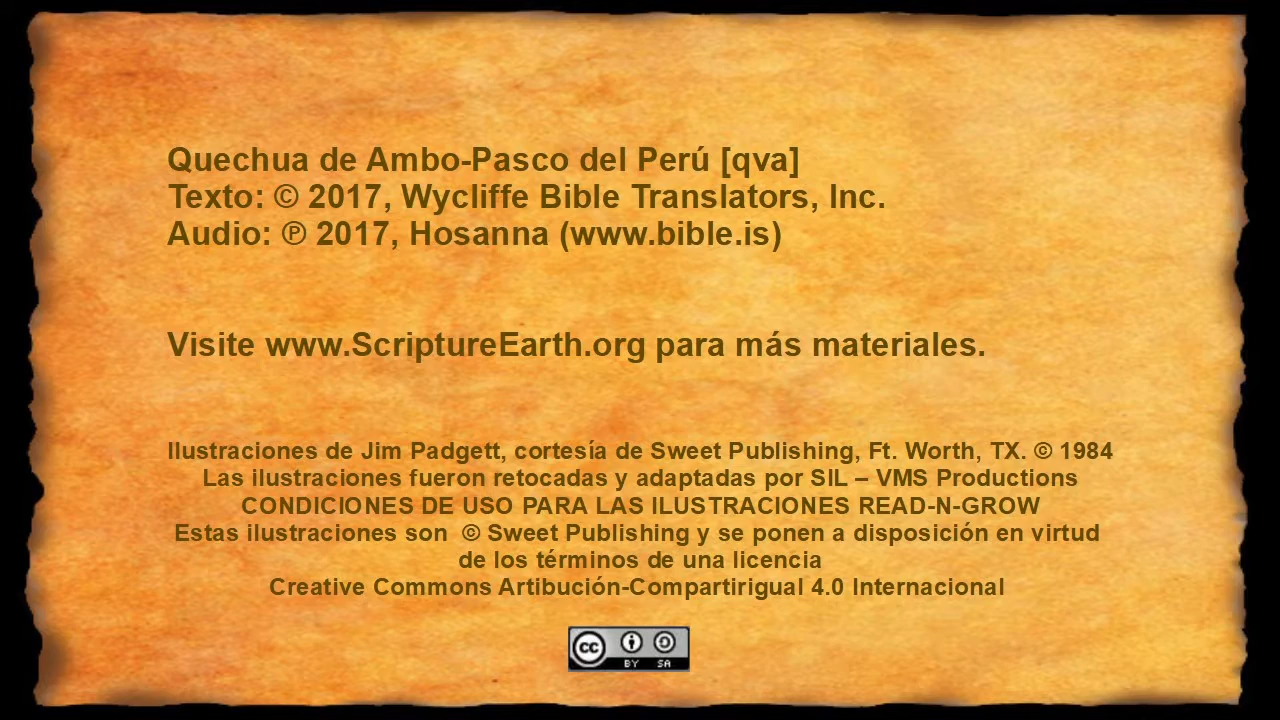 Quechua de Ambo-Pasco del Perú [qva]
Texto: © 2017, Wycliffe Bible Translators, Inc.
Audio: ℗ 2017, Hosanna (www.bible.is)
Visite www.ScriptureEarth.org para más materiales.
Ilustraciones de Jim Padgett, cortesía de Sweet Publishing, Ft. Worth, TX. © 1984
Las ilustraciones fueron retocadas y adaptadas por SIL – VMS Productions
CONDICIONES DE USO PARA LAS ILUSTRACIONES READ-N-GROW
Estas ilustraciones son © Sweet Publishing y se ponen a disposición en virtud
de los términos de una licencia
Creative Commons Artibución-Compartirigual 4.0 Internacional
cc BY SA